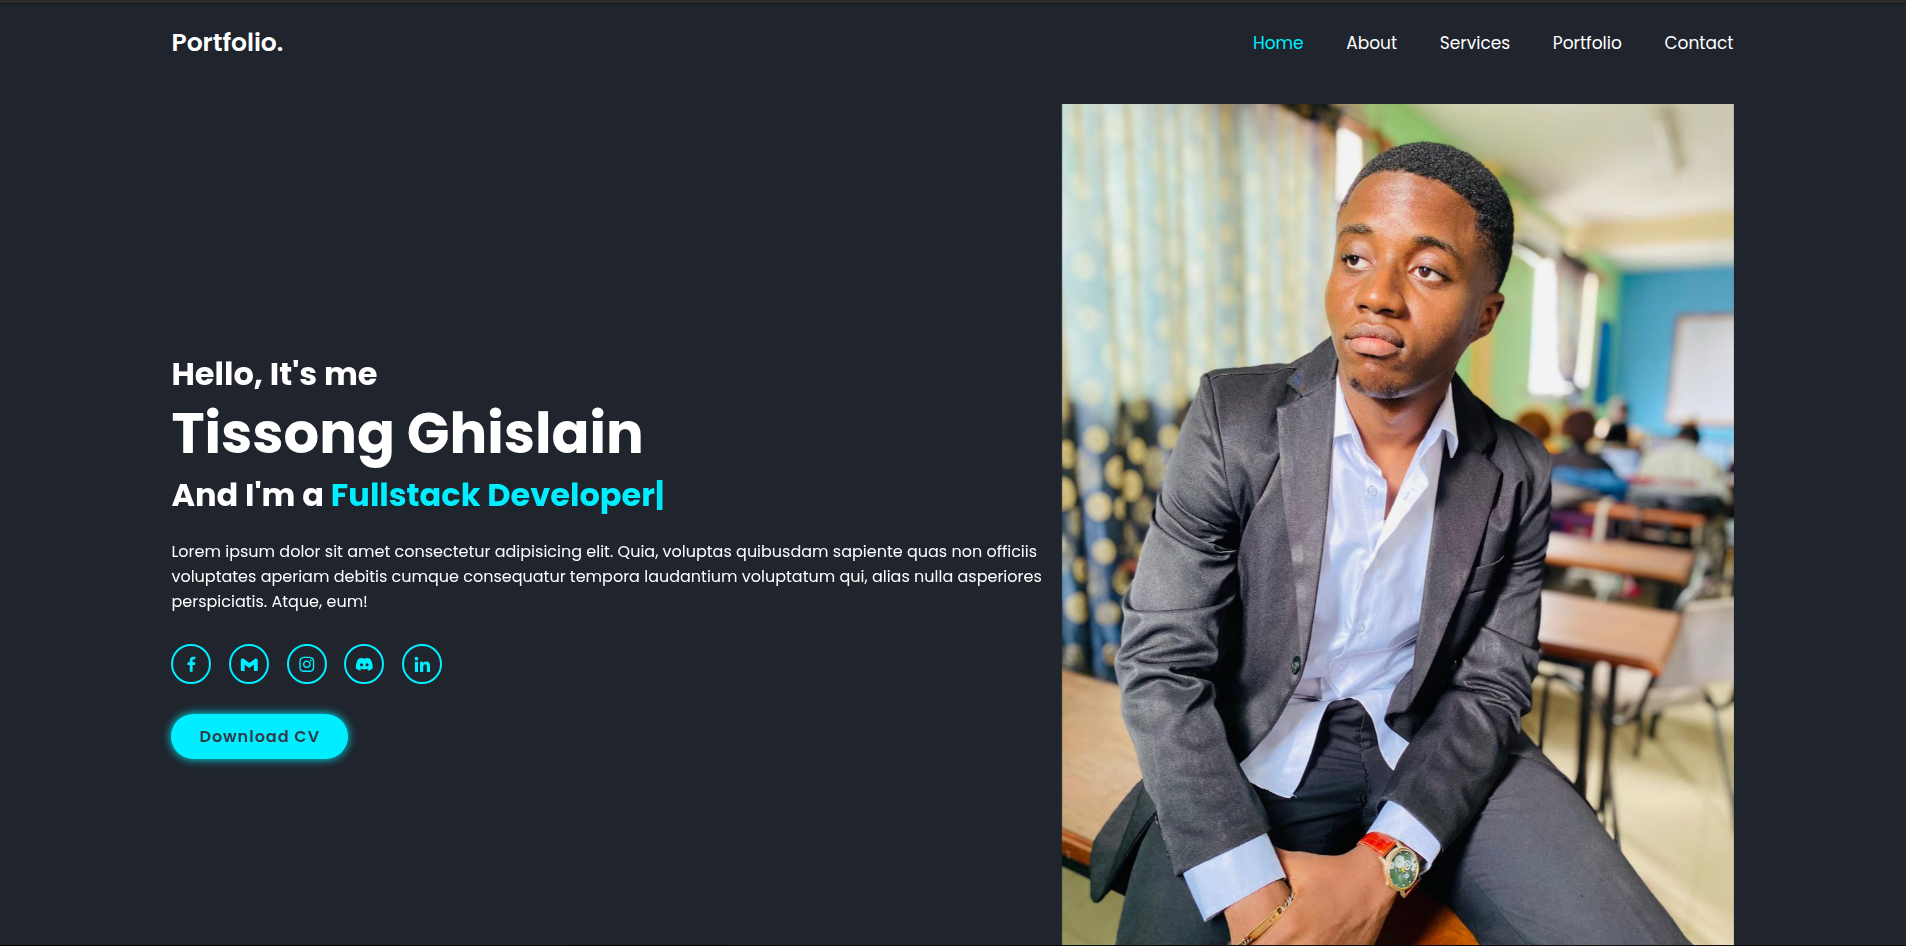 Portfolio.
Home About Services Portfolio Contact
Hello, It's me
Tissong Ghislain
And I'm a Fullstack Developer|
Lorem ipsum dolor sit amet consectetur adipisicing elit. Quia, voluptas quibusdam sapiente quas non officiis
voluptates aperiam debitis cumque consequatur tempora laudantium voluptatum qui, alias nulla asperiores
perspiciatis. Atque, eum!
Download CV